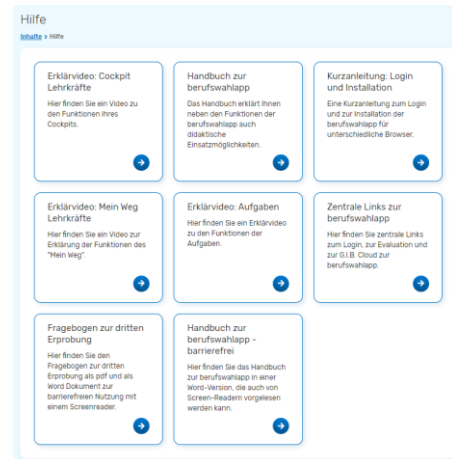 Hilfe
Inhalte > Hilfe
Erklärvideo: Cockpit
Lehrkräfte
Hier finden Sie ein Video zu
den Funktionen ihres
Cockpits.
Handbuch zur
berufswahlapp
Das Handbuch erklärt Ihnen
neben den Funktionen der
berufswahlapp auch
didaktische
Einsatzmöglichkeiten.
Kurzanleitung: Login
und Installation
Eine Kurzanleitung zum Login
und zur Installation der
berufswahlapp für
unterschiedliche Browser.
Erklärvideo: Mein Weg
Lehrkräfte
Hier finden Sie ein Video zur
Erklärung der Funktionen des
"Mein Weg".
Erklärvideo: Aufgaben
Hier finden Sie ein Erklärvideo
zu den Funktionen der
Aufgaben.
Zentrale Links zur
berufswahlapp
Hier finden Sie zentrale Links
zum Login, zur Evaluation und
zur G.I.B. Cloud zur
berufswahlapp.
Fragebogen zur dritten
Erprobung
Hier finden Sie den
Fragebogen zur dritten
Erprobung als pdf und als
Word Dokument zur
barrierefreien Nutzung mit
einem Screenreader.
Handbuch zur
berufswahlapp -
barrierefrei
Hier finden Sie das Handbuch
zur berufswahlapp in einer
Word-Version, die auch von
Screen-Readern vorgelesen
werden kann.